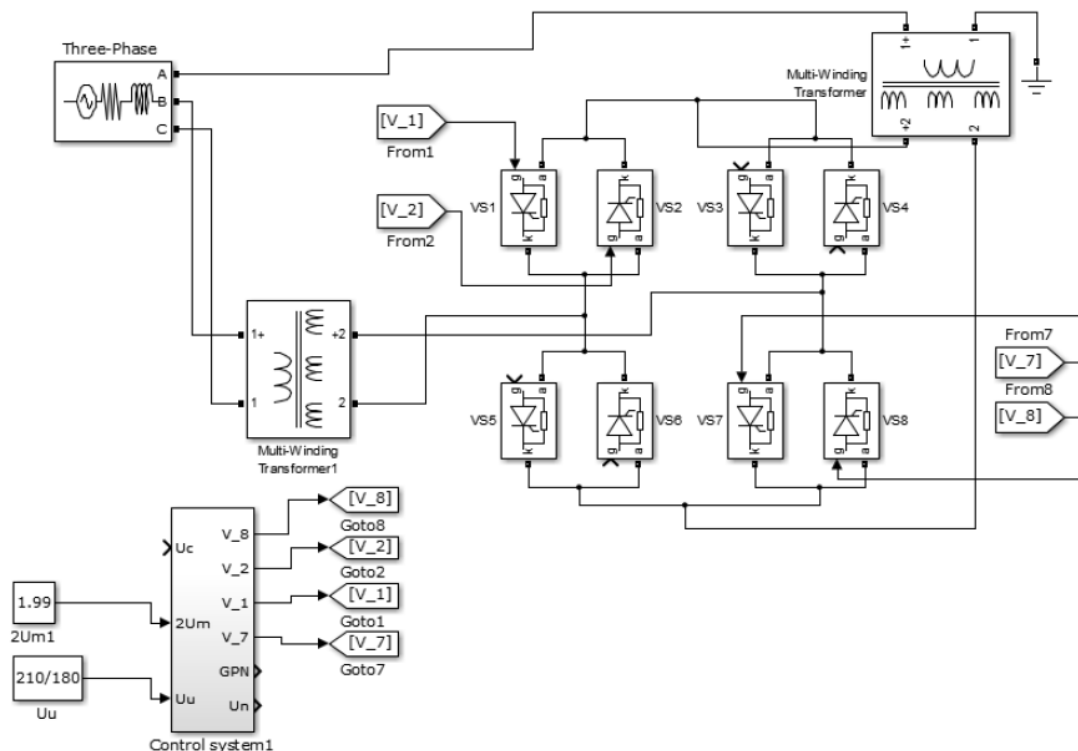 Three-Phase
A
B
C
1+
1
Multi-Winding
Transformer
+2
2
[V_1]
From1
[V_2]
From2
g
a
k
VS1
k
g
a
VS2
g
a
k
VS3
k
g
a
VS4
1+
1
+2
2
Multi-Winding
Transformer1
g
a
k
VS5
k
g
a
VS6
g
a
k
VS7
k
g
a
VS8
From7
[V_7]
From8
[V_8]
1.99
2Um1
210/180
Uu
Uc
2Um
Uu
V_8
V_2
V_1
V_7
GPN
Un
Control system1
[V_8]
Goto8
[V_2]
Goto2
[V_1]
Goto1
[V_7]
Goto7